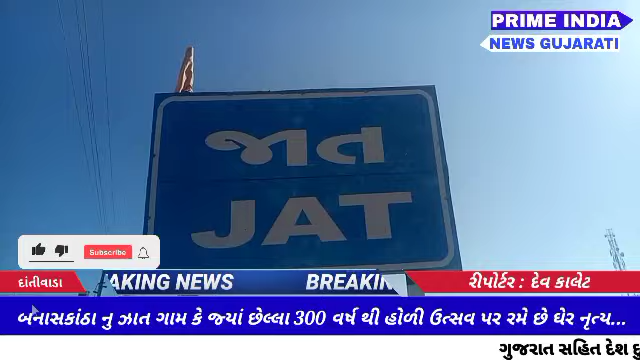 PRIME INDIA
NEWS GUJARATI
જાત
JAT
Subscribe
દાંતીવાડા
AKING NEWS
BREAKIN
રીપોર્ટર : દેવ કાલેટ
બનાસકાંઠા નુ ઝાત ગામ કે જ્યાં છેલ્લા 300 વર્ષ થી હોળી ઉત્સવ પર રમે છે ઘેર નૃત્ય...
ગુજરાત સહિત દેશ દુ